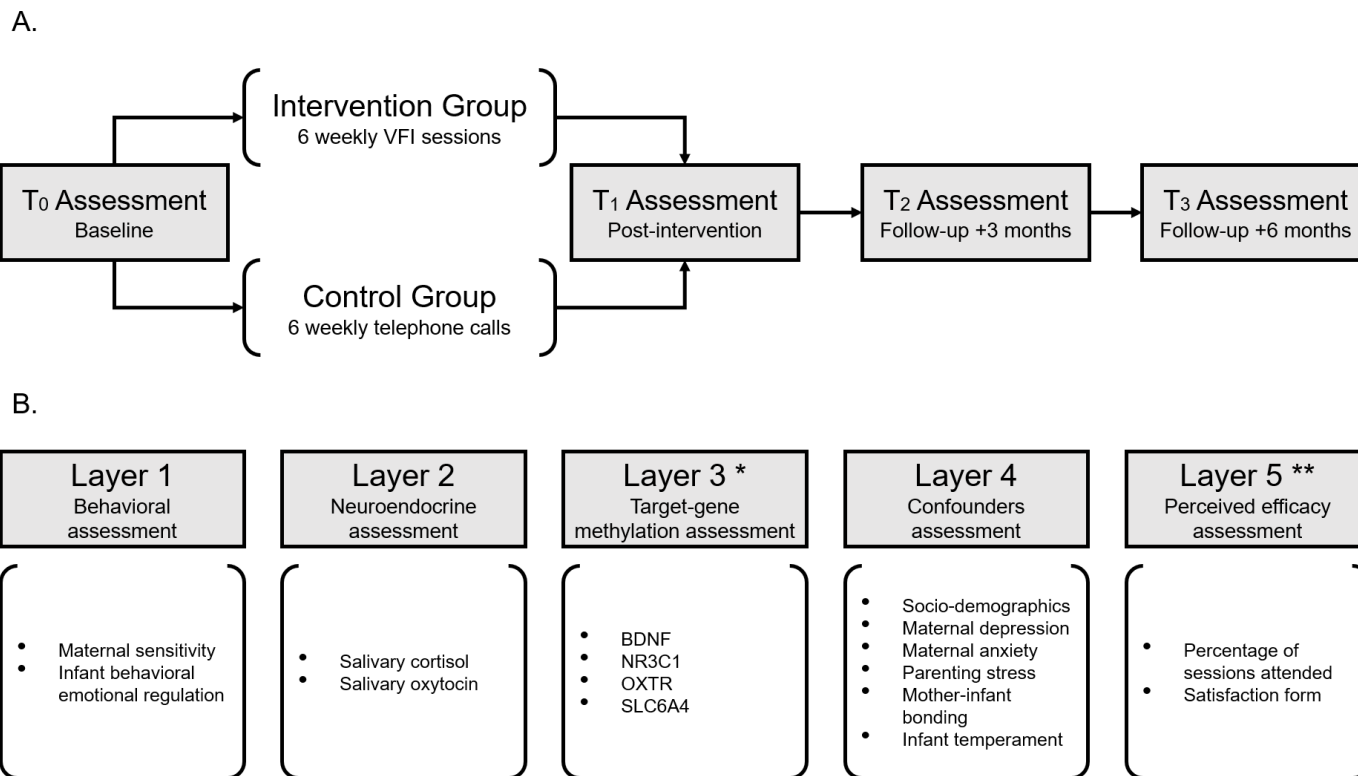 A.
Intervention Group
6 weekly VFI sessions
T0 Assessment
Baseline
T1 Assessment
Post-intervention
T2 Assessment
Follow-up +3 months
T3 Assessment
Follow-up +6 months
Control Group
6 weekly telephone calls
B.
Layer 1
Behavioral
assessment
Layer 2
Neuroendocrine
assessment
Layer 3 *
Target-gene
methylation assessment
Layer 4
Confounders
assessment
Layer 5 **
Perceived efficacy
assessment
• Maternal sensitivity
• Infant behavioral
emotional regulation
• Salivary cortisol
• Salivary oxytocin
• BDNF
• NR3C1
• OXTR
• SLC6A4
• Socio-demographics
• Maternal depression
• Maternal anxiety
• Parenting stress
• Mother-infant
bonding
• Infant temperament
• Percentage of
sessions attended
• Satisfaction form